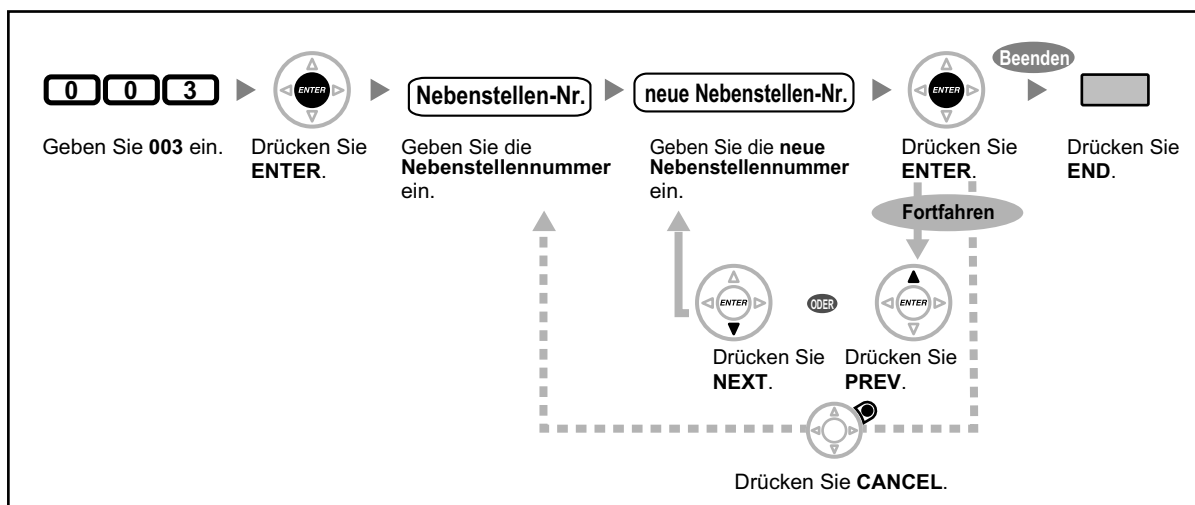 0 0 3
ENTER
Nebenstellen-Nr.
neue Nebenstellen-Nr.
ENTER
Beenden
Geben Sie 003 ein.
Drücken Sie
ENTER.
Geben Sie die
Nebenstellennummer
ein.
Geben Sie die neue
Nebenstellennummer
ein.
Drücken Sie
ENTER.
Drücken Sie
END.
Fortfahren
ENTER
ODER
ENTER
Drücken Sie
NEXT.
Drücken Sie
PREV.
Drücken Sie CANCEL.